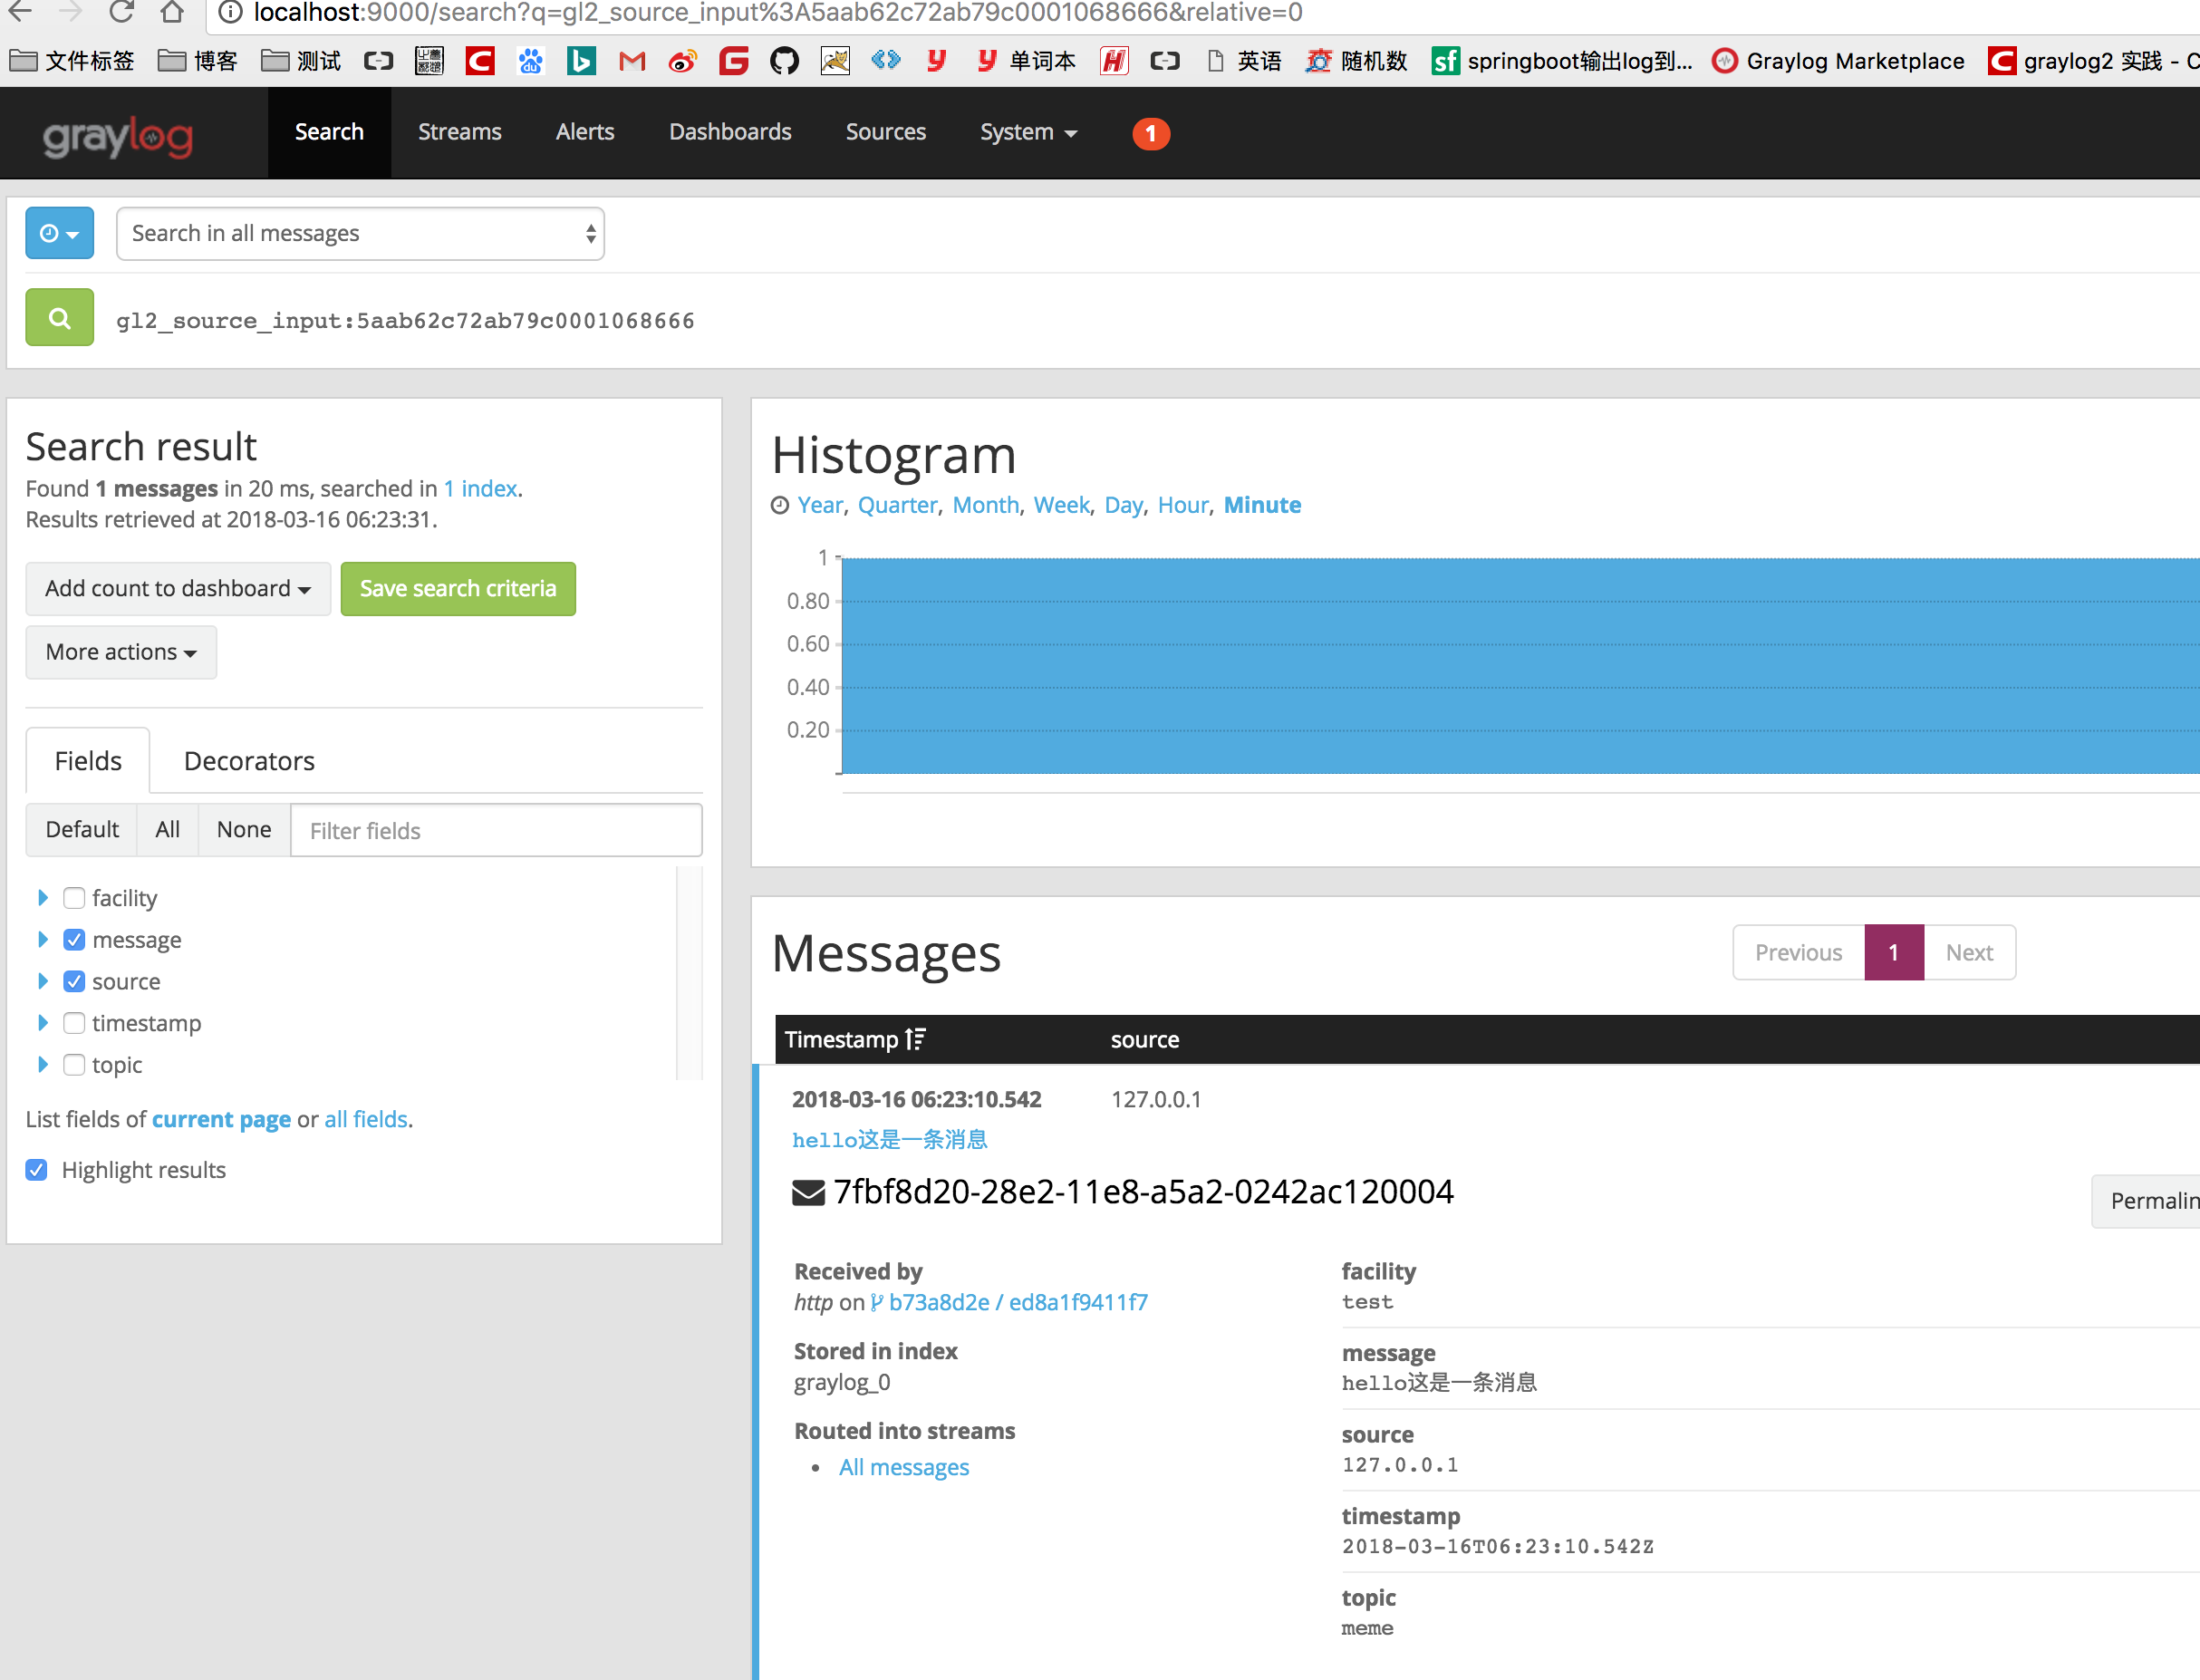 localhost:9000/search?q=gl2_source_input%3A5aab62c72ab79c0001068666&relative=0
文件标签 博客 测试 单词本 英语 随机数 springboot输出log到... Graylog Marketplace graylog2 实践 - C
graylog Search Streams Alerts Dashboards Sources System 1
Search in all messages
gl2_source_input:5aab62c72ab79c0001068666
Search result
Found 1 messages in 20 ms, searched in 1 index.
Results retrieved at 2018-03-16 06:23:31.
Add count to dashboard Save search criteria
More actions
Fields Decorators
Default All None Filter fields
facility
message
source
timestamp
topic
List fields of current page or all fields.
Highlight results
Histogram
Year, Quarter, Month, Week, Day, Hour, Minute
1
0.80
0.60
0.40
0.20
Messages
Previous 1 Next
Timestamp source
2018-03-16 06:23:10.542 127.0.0.1
hello这是一条消息
7fbf8d20-28e2-11e8-a5a2-0242ac120004
Permalin
Received by
http on b73a8d2e / ed8a1f9411f7
Stored in index
graylog_0
Routed into streams
All messages
facility
test
message
hello这是一条消息
source
127.0.0.1
timestamp
2018-03-16T06:23:10.542Z
topic
meme